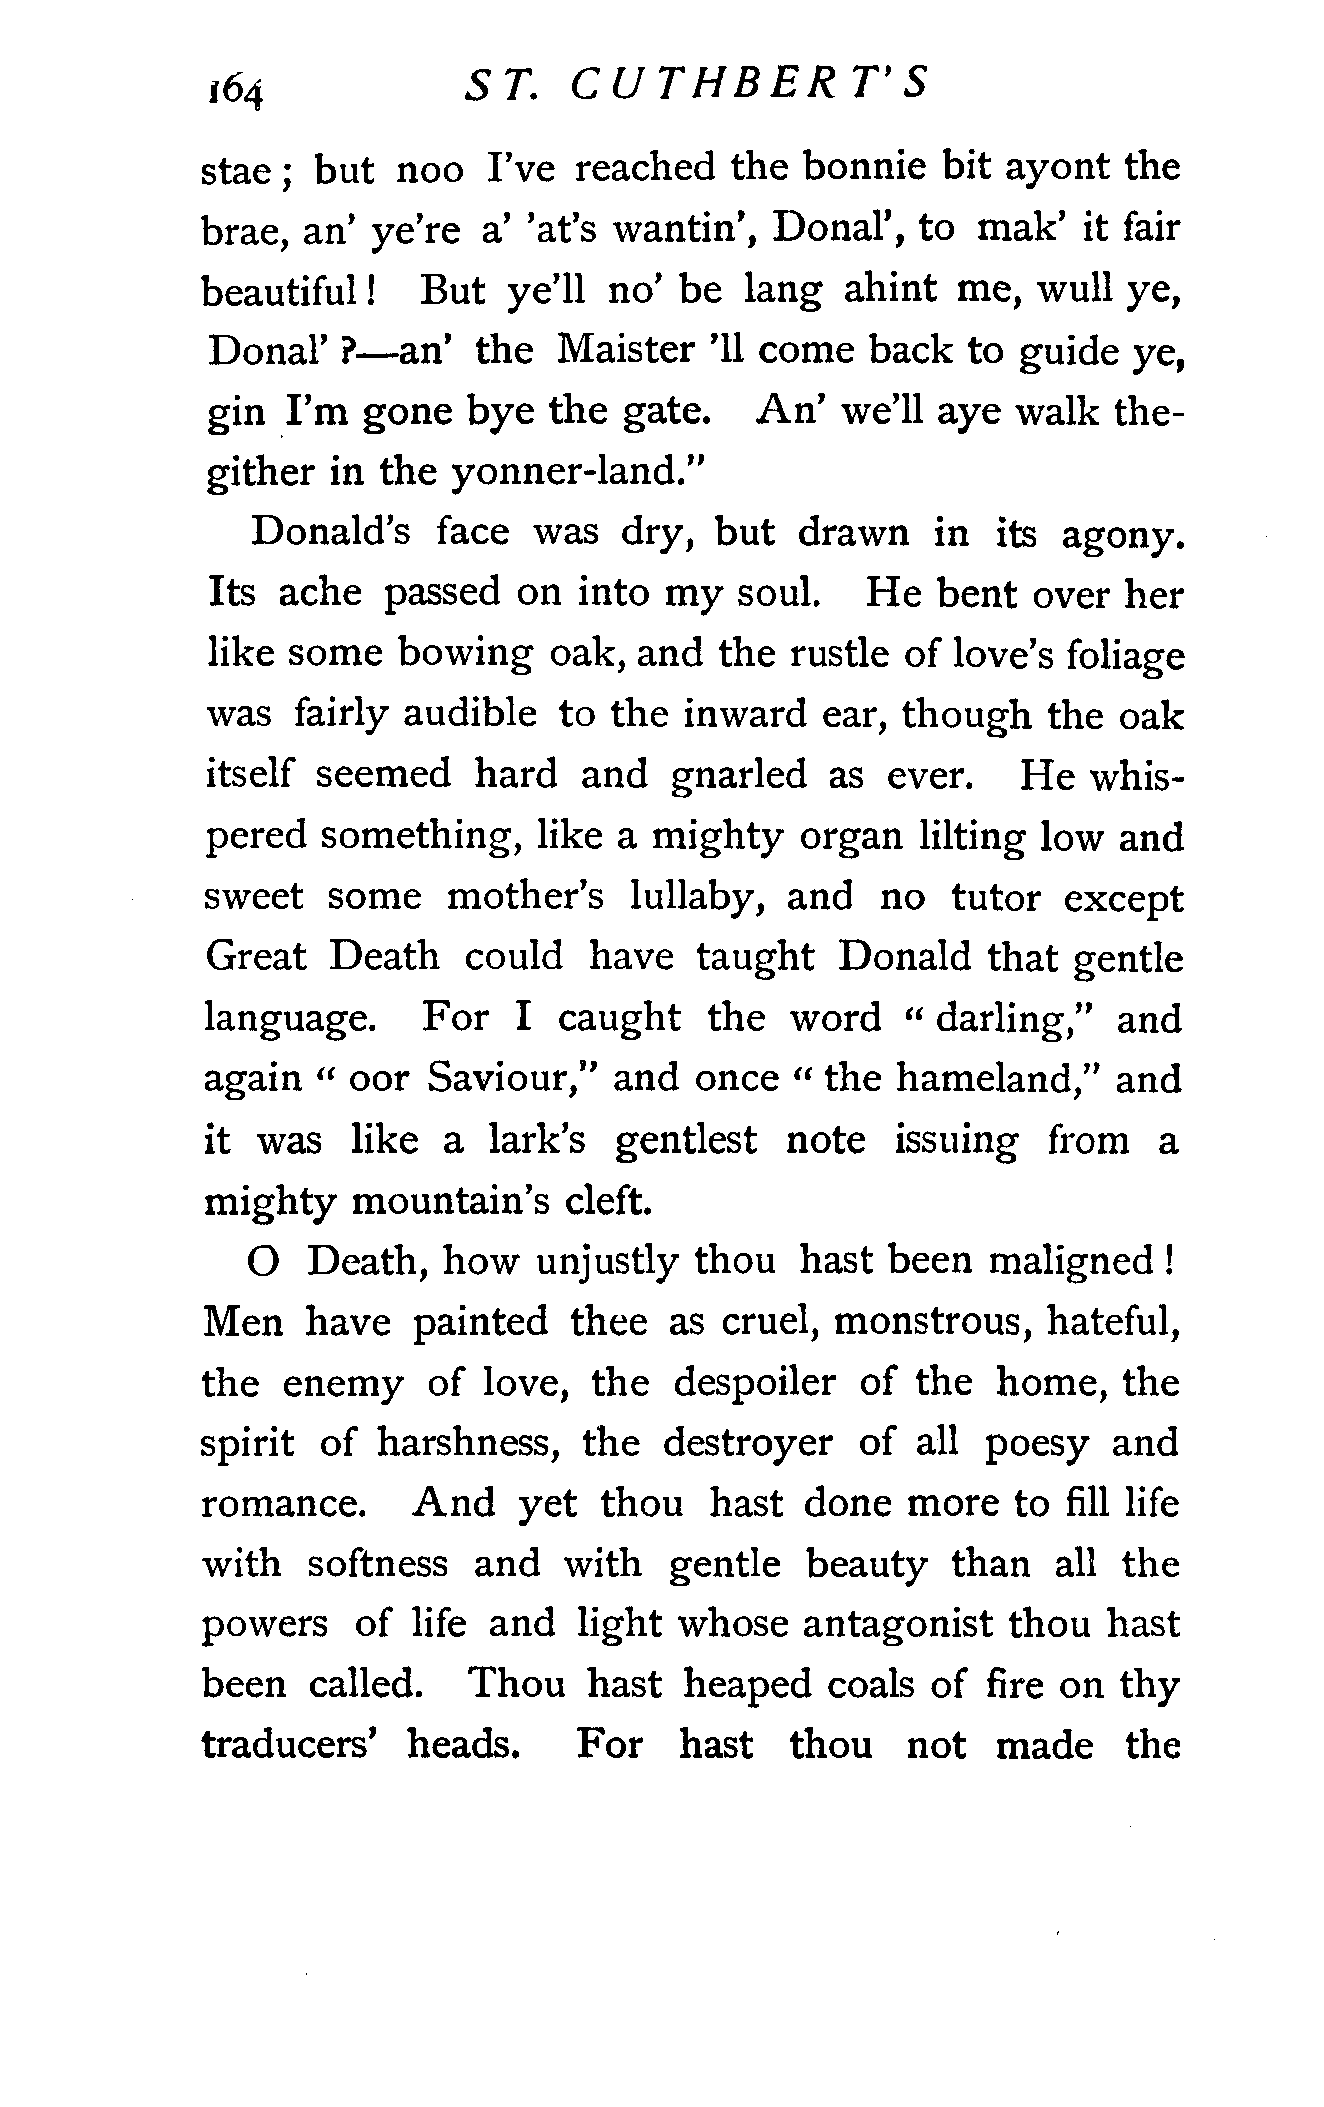 164 ST. CUTHBERT'S
stae ; but noo I've reached the bonnie bit ayont the
brae, an' ye're a' 'at's wantin', Donal', to mak' it fair
beautiful ! But ye'll no' be lang ahint me, wull ye,
Donal' ?—an' the Maister 'll come back to guide ye,
gin I'm gone bye the gate. An' we'll aye walk the-
gither in the yonner-land."
Donald's face was dry, but drawn in its agony.
Its ache passed on into my soul. He bent over her
like some bowing oak, and the rustle of love's foliage
was fairly audible to the inward ear, though the oak
itself seemed hard and gnarled as ever. He whis-
pered something, like a mighty organ lilting low and
sweet some mother's lullaby, and no tutor except
Great Death could have taught Donald that gentle
language. For I caught the word " darling," and
again " oor Saviour," and once " the hameland," and
it was like a lark's gentlest note issuing from a
mighty mountain's cleft.
O Death, how unjustly thou hast been maligned !
Men have painted thee as cruel, monstrous, hateful,
the enemy of love, the despoiler of the home, the
spirit of harshness, the destroyer of all poesy and
romance. And yet thou hast done more to fill life
with softness and with gentle beauty than all the
powers of life and light whose antagonist thou hast
been called. Thou hast heaped coals of fire on thy
traducers' heads. For hast thou not made the